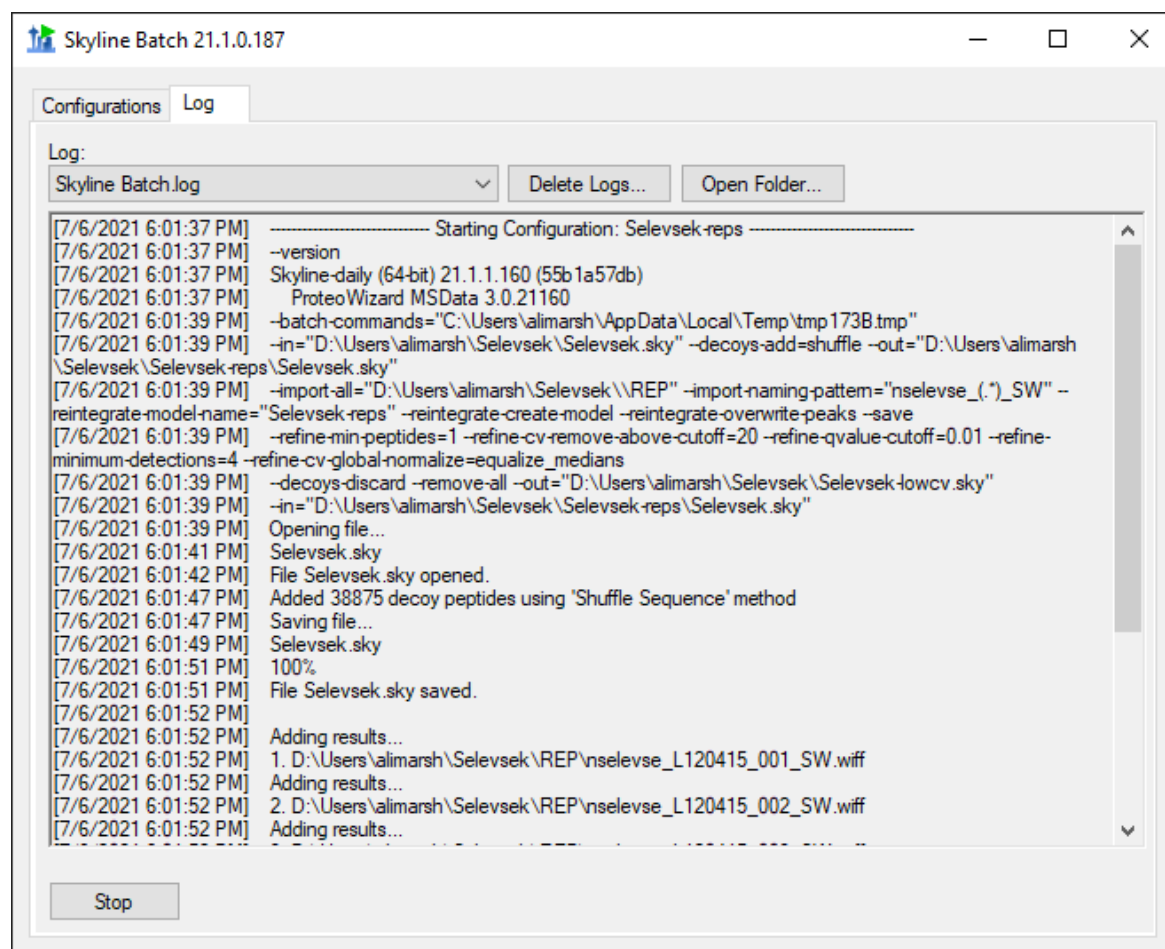 Skyline Batch 21.1.0.187
Configurations Log
Log:
Skyline Batch.log Delete Logs... Open Folder...
[7/6/2021 6:01:37 PM] ------------------------------ Starting Configuration: Selevsek-reps ------------------------------
[7/6/2021 6:01:37 PM] --version
[7/6/2021 6:01:37 PM] Skyline-daily (64-bit) 21.1.1.160 (55b1a57db)
[7/6/2021 6:01:37 PM] ProteoWizard MSData 3.0.21160
[7/6/2021 6:01:39 PM] --batch-commands="C:\Users\alimarsh\AppData\Local\Temp\tmp173B.tmp"
[7/6/2021 6:01:39 PM] --in="D:\Users\alimarsh\Selevsek\Selevsek.sky" --decoys-add=shuffle --out="D:\Users\alimarsh
\Selevsek\Selevsek-reps\Selevsek.sky"
[7/6/2021 6:01:39 PM] --import-all="D:\Users\alimarsh\Selevsek\\REP" --import-naming-pattern="nselevse_(.*)_SW" --
reintegrate-model-name="Selevsek-reps" --reintegrate-create-model --reintegrate-overwrite-peaks --save
[7/6/2021 6:01:39 PM] --refine-min-peptides=1 --refine-cv-remove-above-cutoff=20 --refine-qvalue-cutoff=0.01 --refine-
minimum-detections=4 --refine-cv-global-normalize=equalize_medians
[7/6/2021 6:01:39 PM] --decoys-discard --remove-all --out="D:\Users\alimarsh\Selevsek\Selevsek-lowcv.sky"
[7/6/2021 6:01:39 PM] --in="D:\Users\alimarsh\Selevsek\Selevsek-reps\Selevsek.sky"
[7/6/2021 6:01:39 PM] Opening file...
[7/6/2021 6:01:41 PM] Selevsek.sky
[7/6/2021 6:01:42 PM] File Selevsek.sky opened.
[7/6/2021 6:01:47 PM] Added 38875 decoy peptides using 'Shuffle Sequence' method
[7/6/2021 6:01:47 PM] Saving file...
[7/6/2021 6:01:49 PM] Selevsek.sky
[7/6/2021 6:01:51 PM] 100%
[7/6/2021 6:01:51 PM] File Selevsek.sky saved.
[7/6/2021 6:01:52 PM]
[7/6/2021 6:01:52 PM] Adding results...
[7/6/2021 6:01:52 PM] 1. D:\Users\alimarsh\Selevsek\REP\nselevse_L120415_001_SW.wiff
[7/6/2021 6:01:52 PM] Adding results...
[7/6/2021 6:01:52 PM] 2. D:\Users\alimarsh\Selevsek\REP\nselevse_L120415_002_SW.wiff
[7/6/2021 6:01:52 PM] Adding results...
Stop